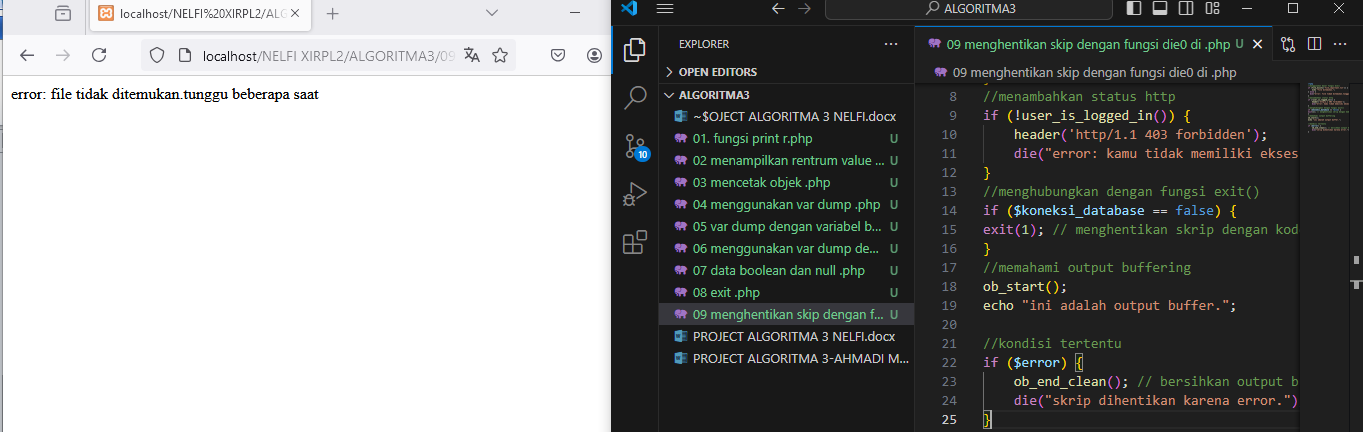 localhost/NELFI%20XIRPL2/ALG
localhost/NELFI XIRPL2/ALGORITMA3/09
error: file tidak ditemukan.tunggu beberapa saat
ALGORITMA3
EXPLORER
OPEN EDITORS
ALGORITMA3
~$OJECT ALGORITMA 3 NELFI.docx
01. fungsi print r.php U
02 menampilkan rentrum value ... U
03 mencetak objek .php U
04 menggunakan var dump .php U
05 var dump dengan variabel b... U
06 menggunakan var dump de... U
07 data boolean dan null .php U
08 exit .php U
09 menghentikan skip dengan f... U
PROJECT ALGORITMA 3 NELFI.docx
PROJECT ALGORITMA 3-AHMADI M...
10
09 menghentikan skip dengan fungsi die0 di .php U
09 menghentikan skip dengan fungsi die0 di .php
8 //menambahkan status http
9 if (!user_is_logged_in()) {
10 header('http/1.1 403 forbidden');
11 die("error: kamu tidak memiliki ekses
12 }
13 //menghubungkan dengan fungsi exit()
14 if ($koneksi_database == false) {
15 exit(1); // menghentikan skrip dengan kod
16 }
17 //memahami output buffering
18 ob_start();
19 echo "ini adalah output buffer.";
20
21 //kondisi tertentu
22 if ($error) {
23 ob_end_clean(); // bersihkan output b
24 die("skrip dihentikan karena error.")
25 }